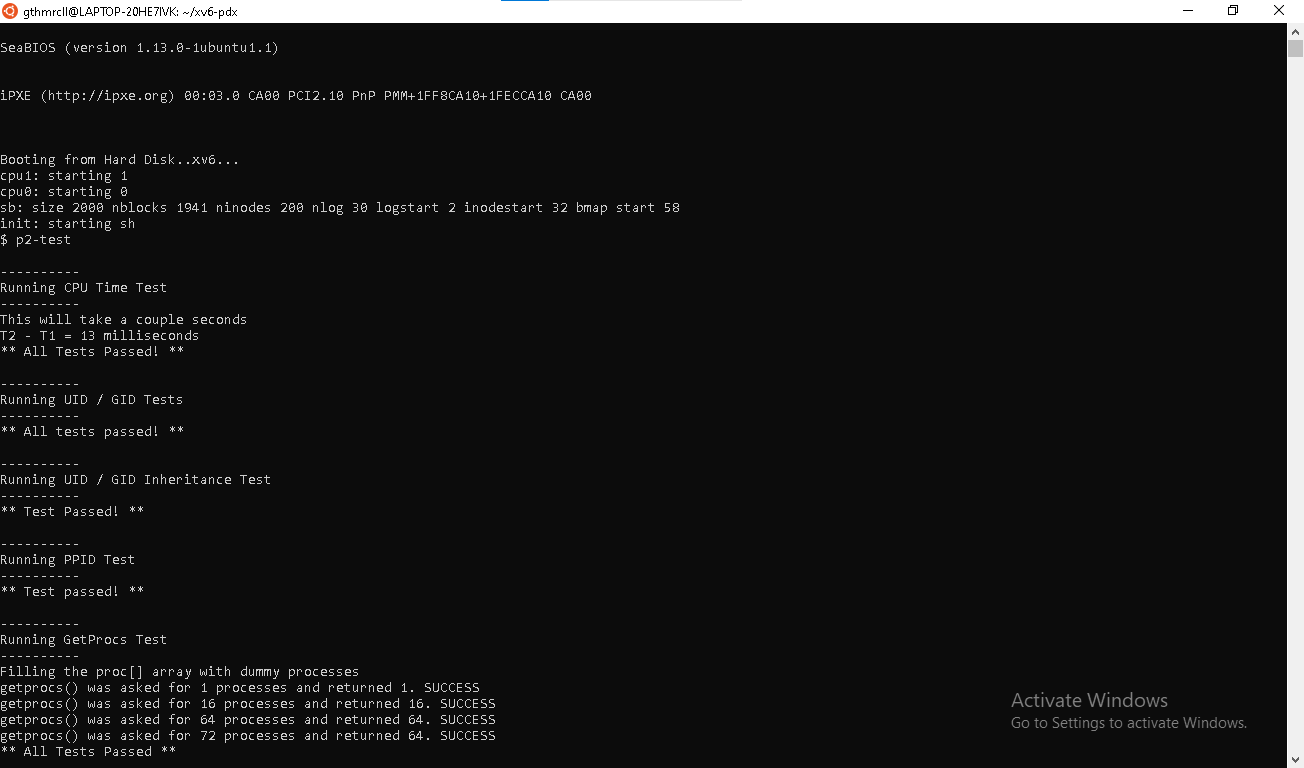 gthmrcll@LAPTOP-20HE7IVK: ~/xv6-pdx
SeaBIOS (version 1.13.0-1ubuntu1.1)
iPXE (http://ipxe.org) 00:03.0 CA00 PCI2.10 PnP PMM+1FF8CA10+1FECCA10 CA00
Booting from Hard Disk..xv6...
cpu1: starting 1
cpu0: starting 0
sb: size 2000 nblocks 1941 ninodes 200 nlog 30 logstart 2 inodestart 32 bmap start 58
init: starting sh
$ p2-test
----------
Running CPU Time Test
----------
This will take a couple seconds
T2 - T1 = 13 milliseconds
** All Tests Passed! **
----------
Running UID / GID Tests
----------
** All tests passed! **
----------
Running UID / GID Inheritance Test
----------
** Test Passed! **
----------
Running PPID Test
----------
** Test passed! **
----------
Running GetProcs Test
----------
Filling the proc[] array with dummy processes
getprocs() was asked for 1 processes and returned 1. SUCCESS
getprocs() was asked for 16 processes and returned 16. SUCCESS
getprocs() was asked for 64 processes and returned 64. SUCCESS
getprocs() was asked for 72 processes and returned 64. SUCCESS
** All Tests Passed **
Activate Windows
Go to Settings to activate Windows.